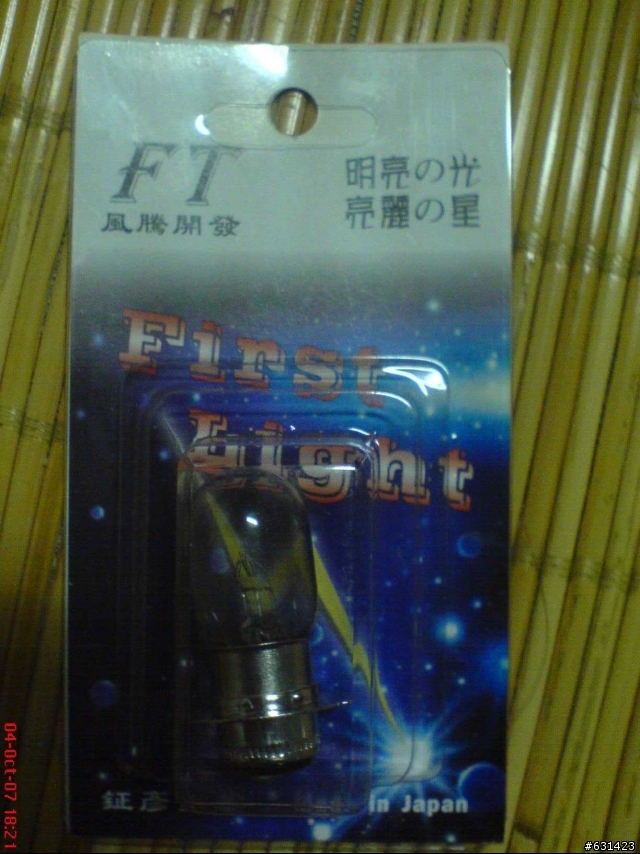 FT
風騰開發
明亮の光
亮麗の星
First
Light
鉦彥
in Japan
04-Oct-07 18:21
#631423